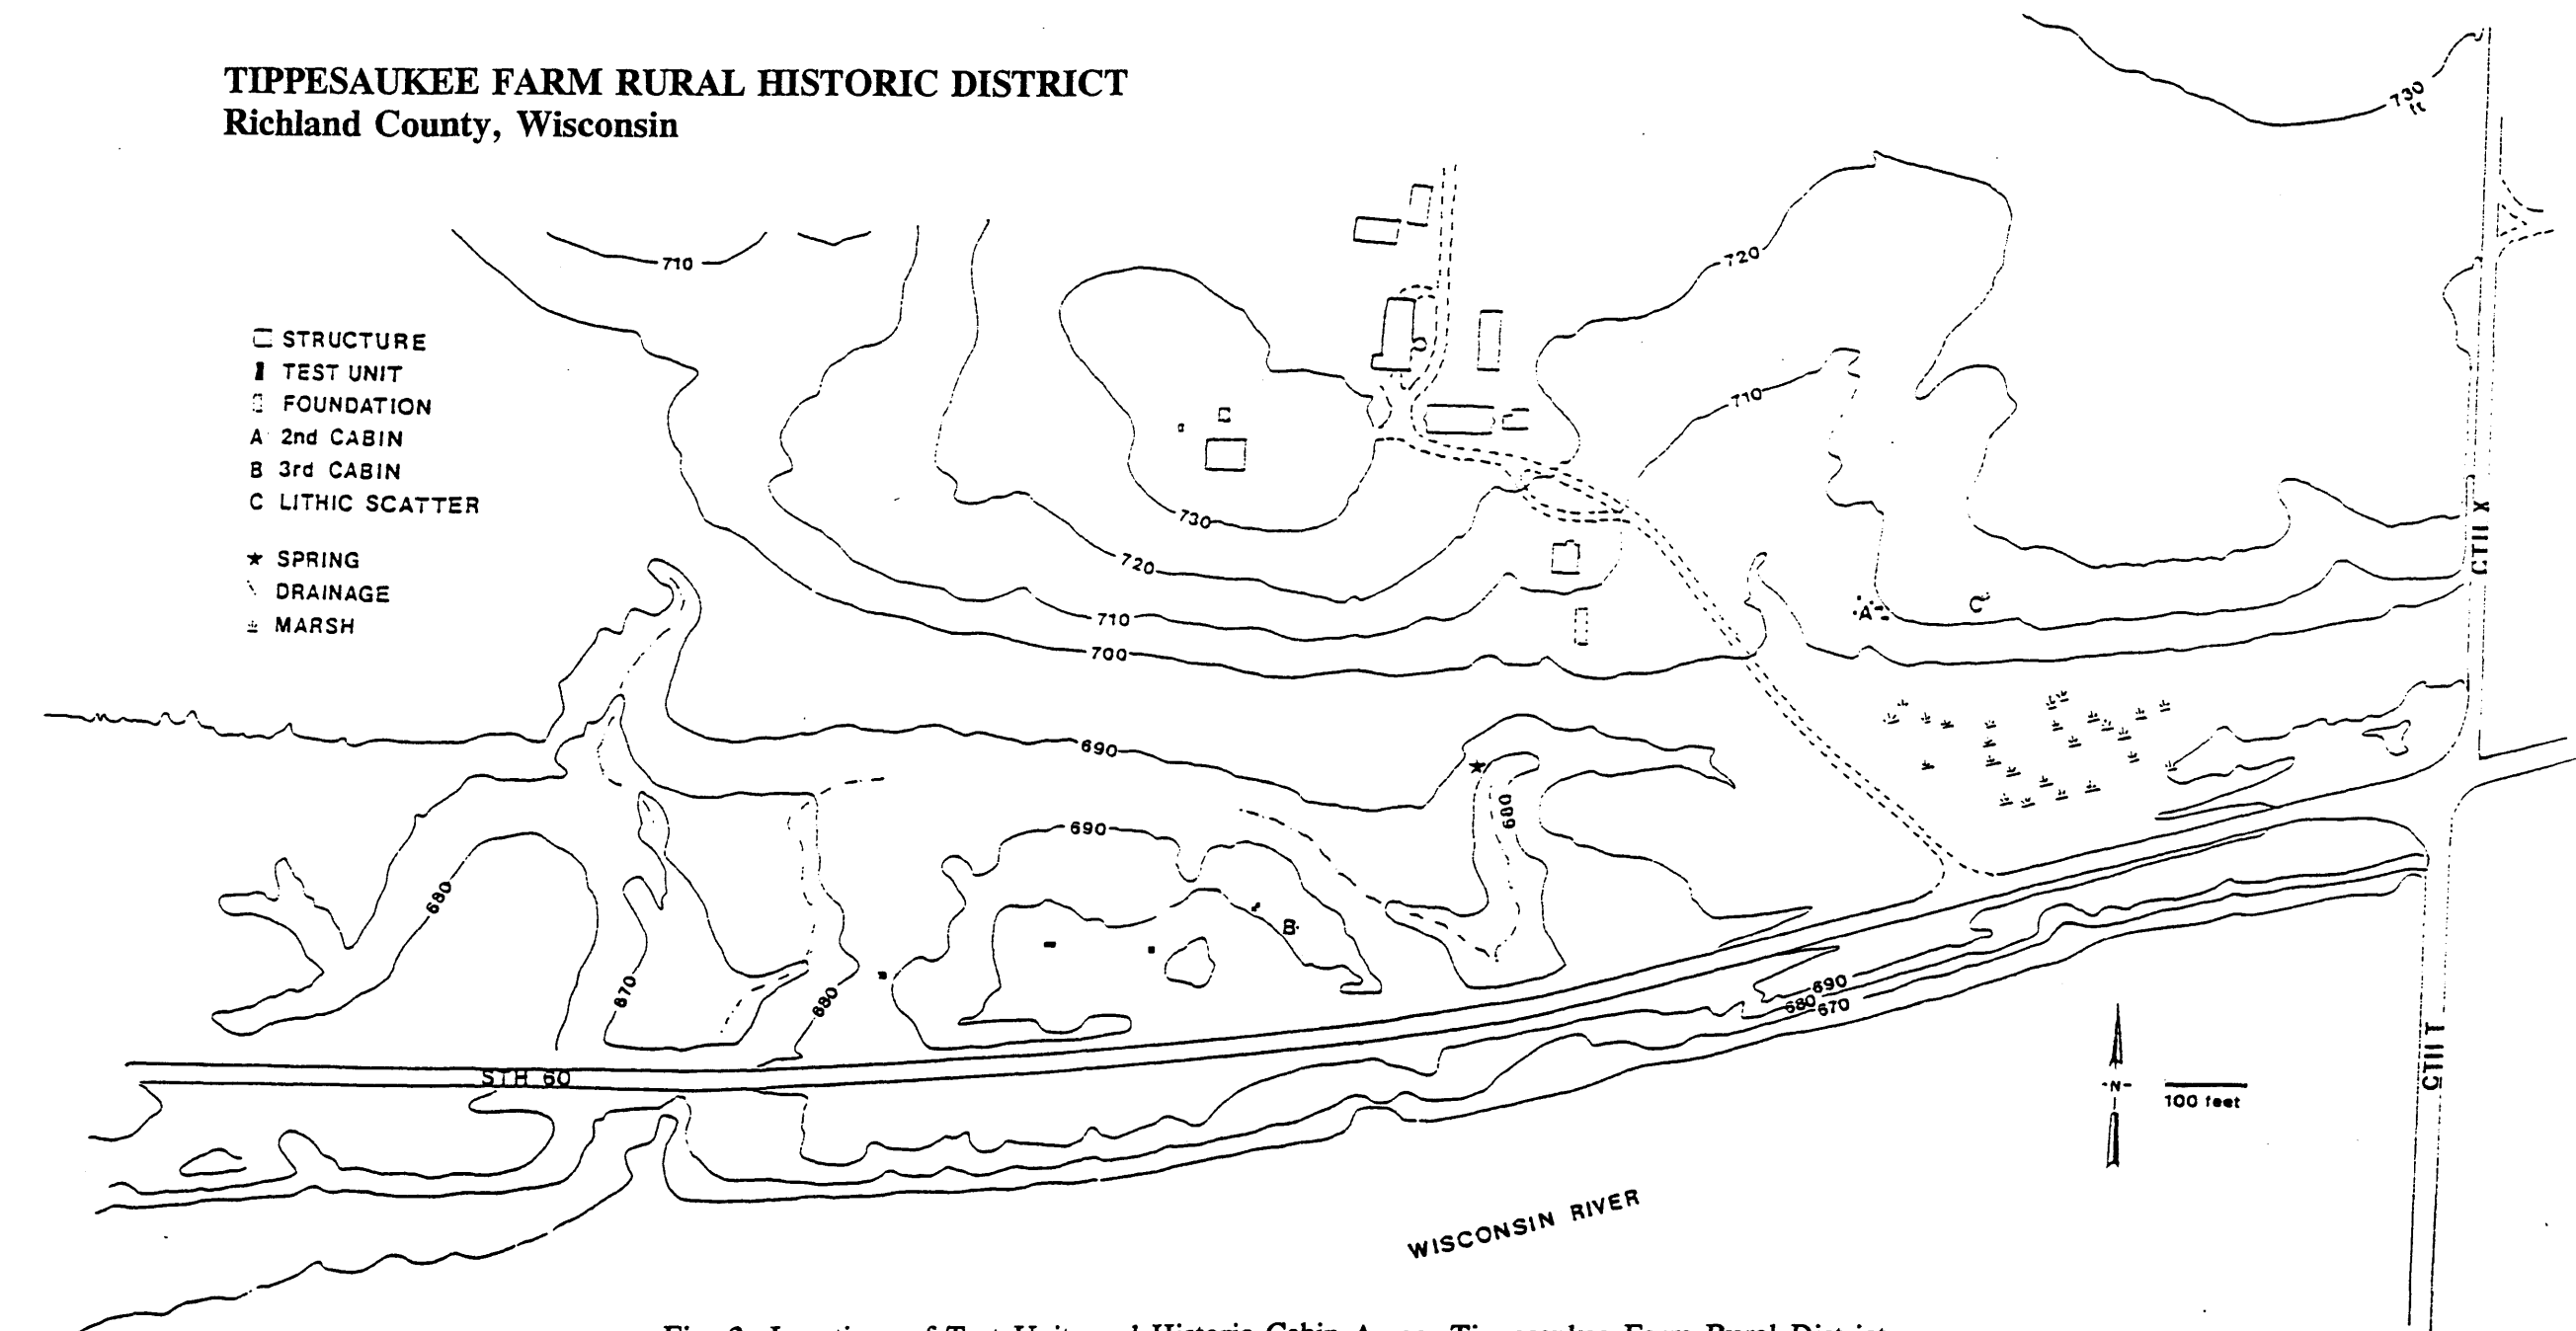 TIPPESAUKEE FARM RURAL HISTORIC DISTRICT
Richland County, Wisconsin
730
ft
720
710
710
STRUCTURE
TEST UNIT
FOUNDATION
A 2nd CABIN
B 3rd CABIN
C LITHIC SCATTER
SPRING
DRAINAGE
MARSH
730
720
710
700
A
C
CTH X
690
690
680
680
B
670
680
690
680
670
STH 60
CTH T
-N-
100 feet
WISCONSIN RIVER